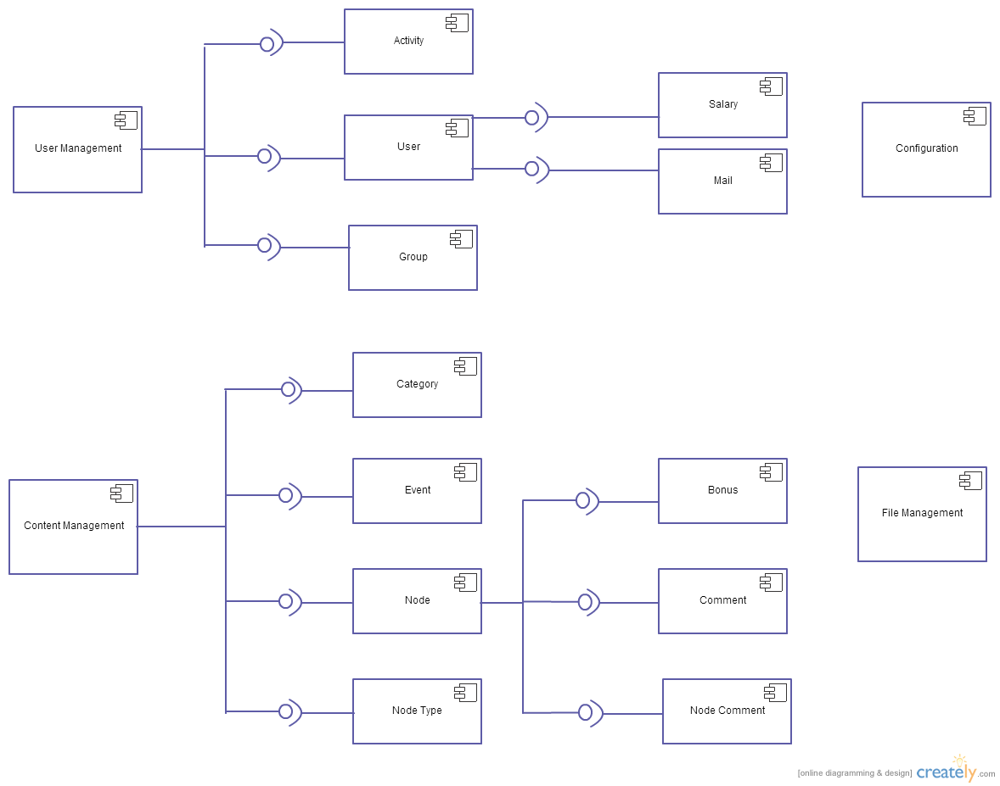 Activity
Salary
User Management
User
Configuration
Mail
Group
Category
Event
Bonus
File Management
Content Management
Node
Comment
Node Type
Node Comment
[online diagramming & design] creately.com